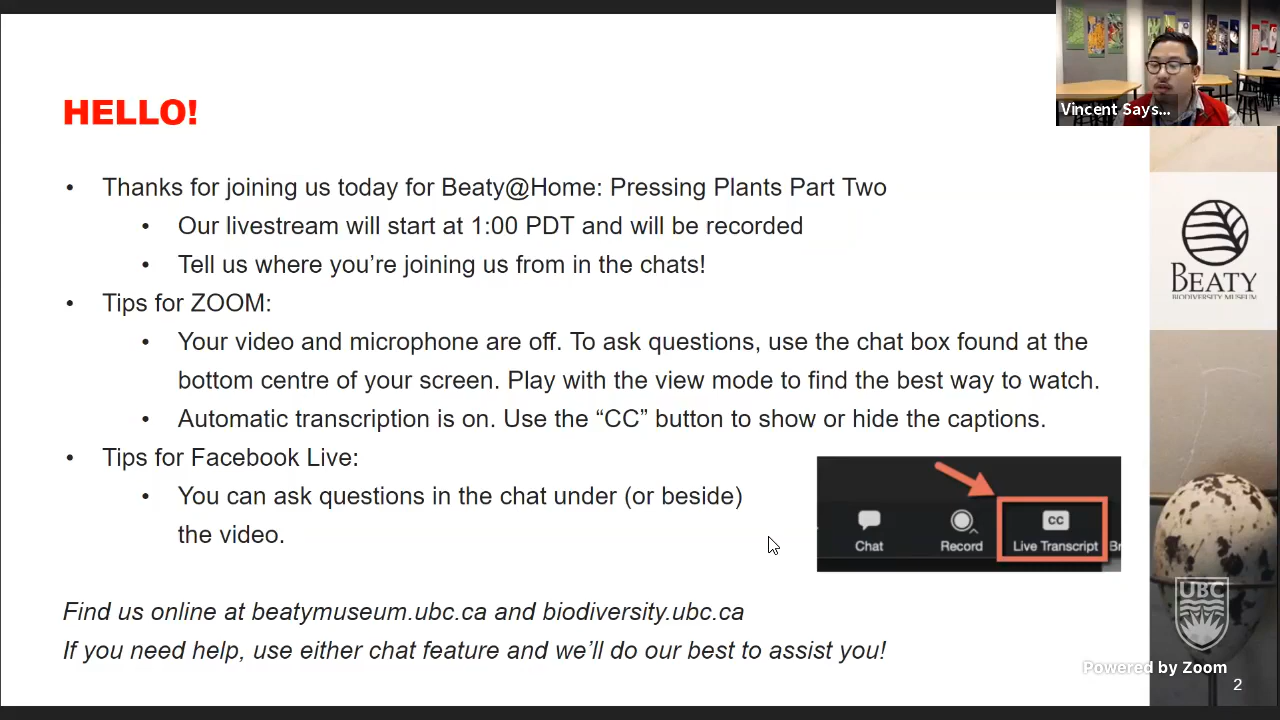 Vincent Says...
HELLO!
• Thanks for joining us today for Beaty@Home: Pressing Plants Part Two
• Our livestream will start at 1:00 PDT and will be recorded
• Tell us where you’re joining us from in the chats!
• Tips for ZOOM:
• Your video and microphone are off. To ask questions, use the chat box found at the
bottom centre of your screen. Play with the view mode to find the best way to watch.
• Automatic transcription is on. Use the “CC” button to show or hide the captions.
• Tips for Facebook Live:
• You can ask questions in the chat under (or beside)
the video.
CC
Chat Record Live Transcript Br
Find us online at beatymuseum.ubc.ca and biodiversity.ubc.ca
If you need help, use either chat feature and we’ll do our best to assist you!
BEATY
BIODIVERSITY MUSEUM
UBC
Powered by Zoom
2